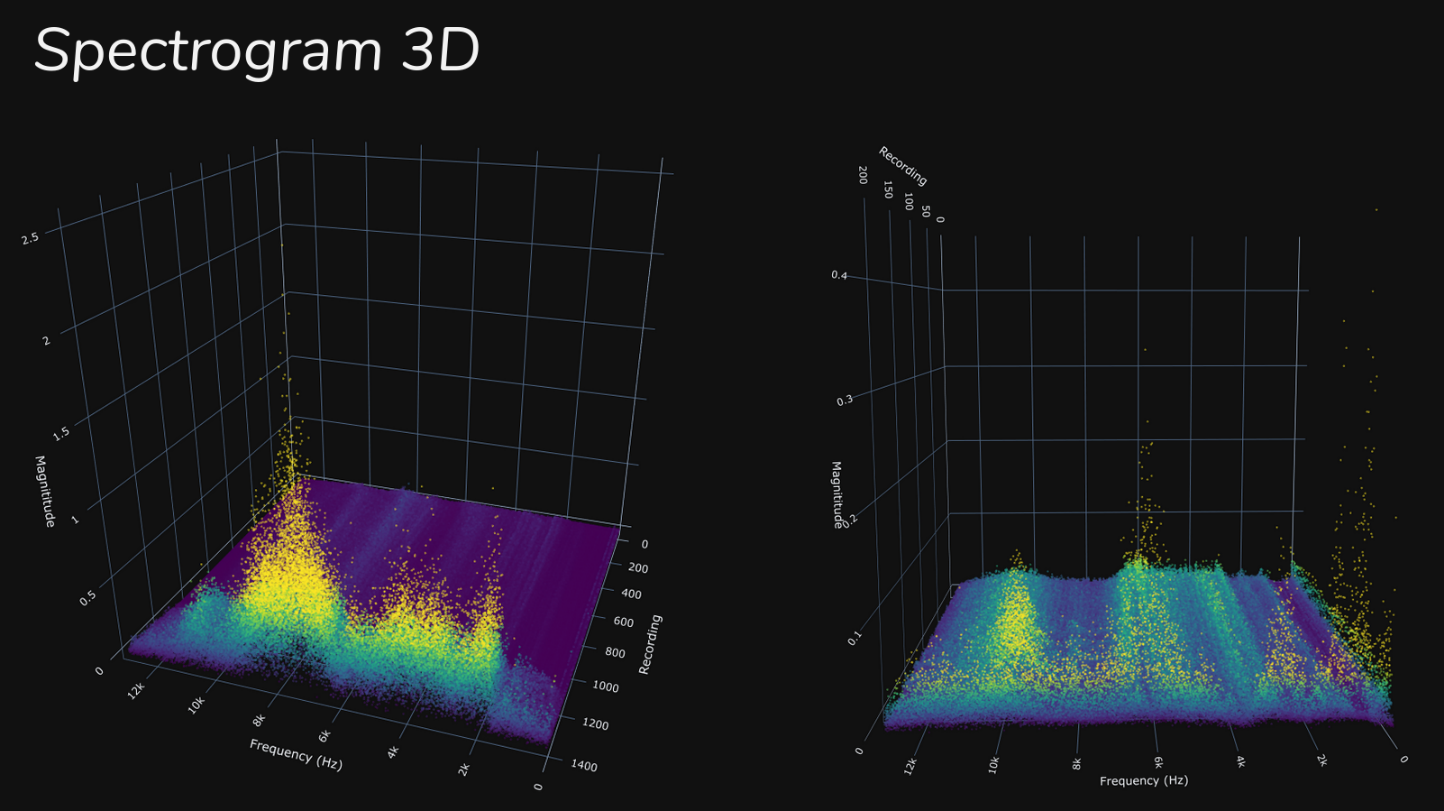 Spectrogram 3D
2.5
2
1.5
1
0.5
0
Magnititude
12k
10k
8k
6k
4k
2k
0
Frequency (Hz)
0
200
400
600
800
1000
1200
1400
Recording
Recording
200
150
100
50
0
0.4
0.3
0.2
0.1
0
Magnitude
12k
10k
8k
6k
4k
2k
0
Frequency (Hz)